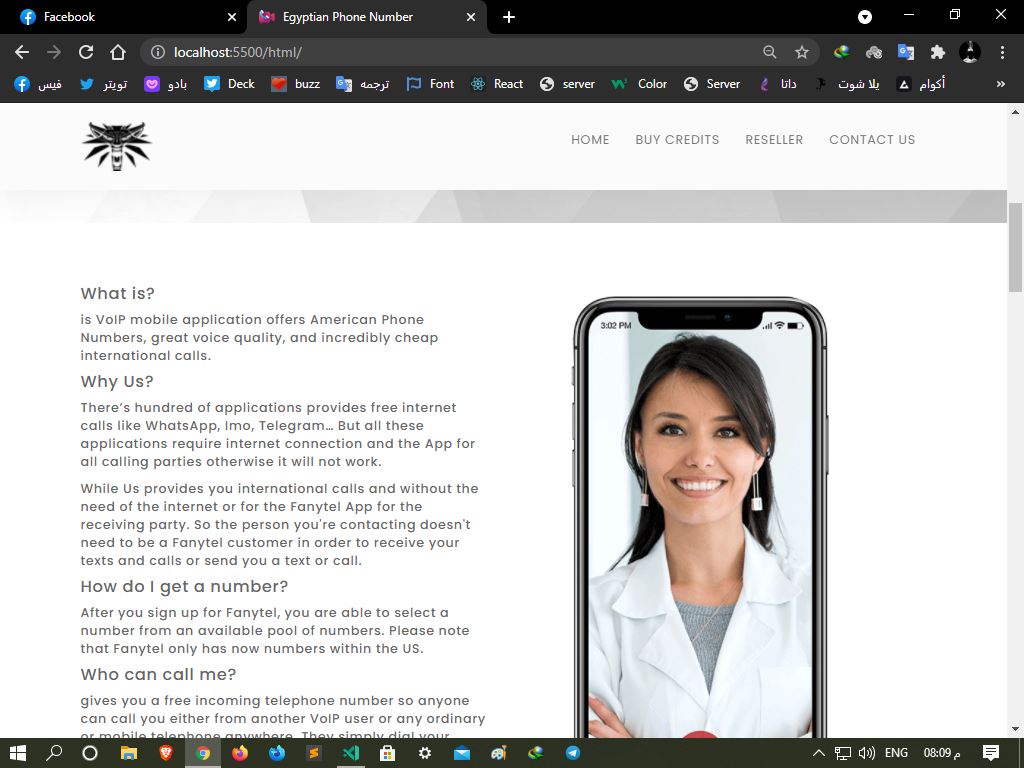 Facebook
Egyptian Phone Number
localhost:5500/html/
فيس
تويتر
بادو
Deck
buzz
ترجمه
Font
React
server
Color
Server
داتا
يلا شوت
أكوام
»
HOME
BUY CREDITS
RESELLER
CONTACT US
What is?
is VoIP mobile application offers American Phone
Numbers, great voice quality, and incredibly cheap
international calls.
Why Us?
There’s hundred of applications provides free internet
calls like WhatsApp, Imo, Telegram… But all these
applications require internet connection and the App for
all calling parties otherwise it will not work.
While Us provides you international calls and without the
need of the internet or for the Fanytel App for the
receiving party. So the person you're contacting doesn't
need to be a Fanytel customer in order to receive your
texts and calls or send you a text or call.
How do I get a number?
After you sign up for Fanytel, you are able to select a
number from an available pool of numbers. Please note
that Fanytel only has now numbers within the US.
Who can call me?
gives you a free incoming telephone number so anyone
can call you either from another VoIP user or any ordinary
or mobile telephone anywhere. They simply dial your
3:02 PM
ENG
08:09 م